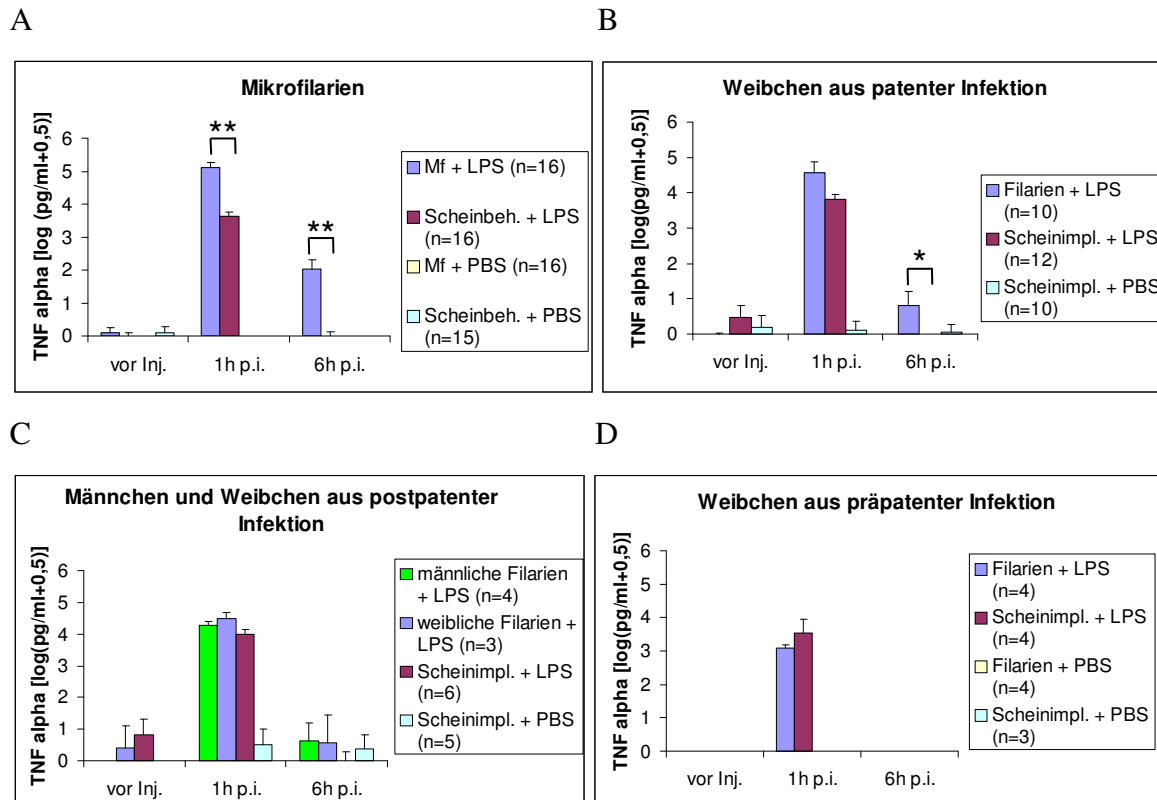 A
Mikrofilarien
TNF alpha [log (pg/ml+0,5)]
6
5
4
3
2
1
0
**
**
vor Inj.
1h p.i.
6h p.i.
Mf + LPS (n=16)
Scheinbeh. + LPS
(n=16)
Mf + PBS (n=16)
Scheinbeh. + PBS
(n=15)
B
Weibchen aus patenter Infektion
TNF alpha [log(pg/ml+0,5)]
6
5
4
3
2
1
0
*
vor Inj.
1h p.i.
6h p.i.
Filarien + LPS
(n=10)
Scheinimpl. + LPS
(n=12)
Scheinimpl. + PBS
(n=10)
C
Männchen und Weibchen aus postpatenter
Infektion
TNF alpha [log(pg/ml+0,5)]
6
5
4
3
2
1
0
vor Inj.
1h p.i.
6h p.i.
männliche Filarien
+ LPS (n=4)
weibliche Filarien +
LPS (n=3)
Scheinimpl. + LPS
(n=6)
Scheinimpl. + PBS
(n=5)
D
Weibchen aus präpatenter Infektion
TNF alpha [log(pg/ml+0,5)]
6
5
4
3
2
1
0
vor Inj.
1h p.i.
6h p.i.
Filarien + LPS
(n=4)
Scheinimpl. + LPS
(n=4)
Filarien + PBS
(n=4)
Scheinimpl. + PBS
(n=3)